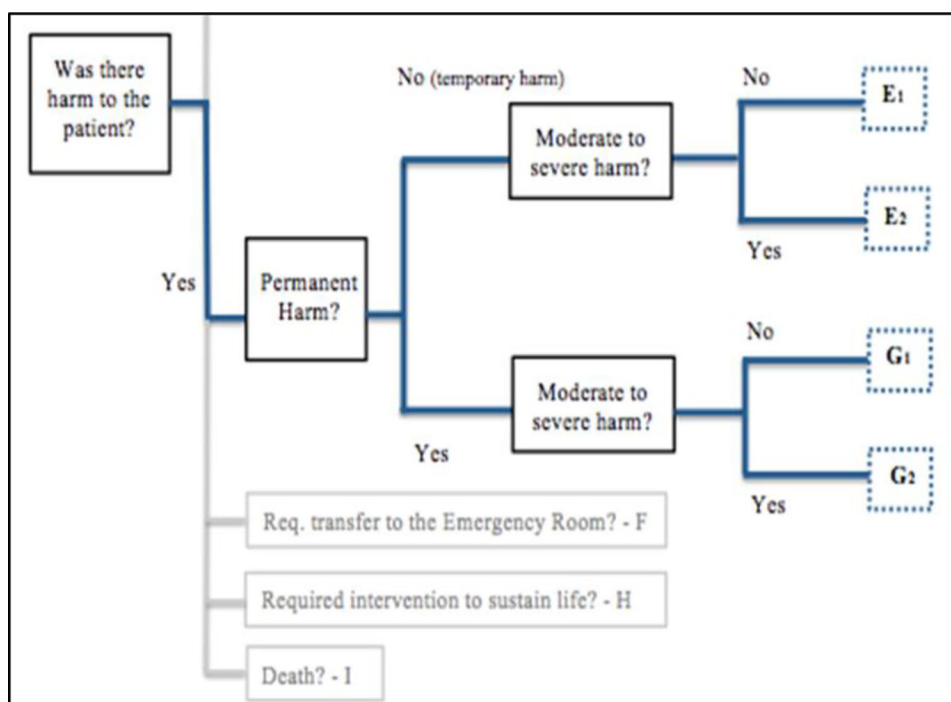 Was there
harm to the
patient?
Yes
Permanent
Harm?
No (temporary harm)
Moderate to
severe harm?
No
E1
Yes
E2
Yes
Moderate to
severe harm?
No
G1
Yes
G2
Req. transfer to the Emergency Room? - F
Required intervention to sustain life? - H
Death? - I